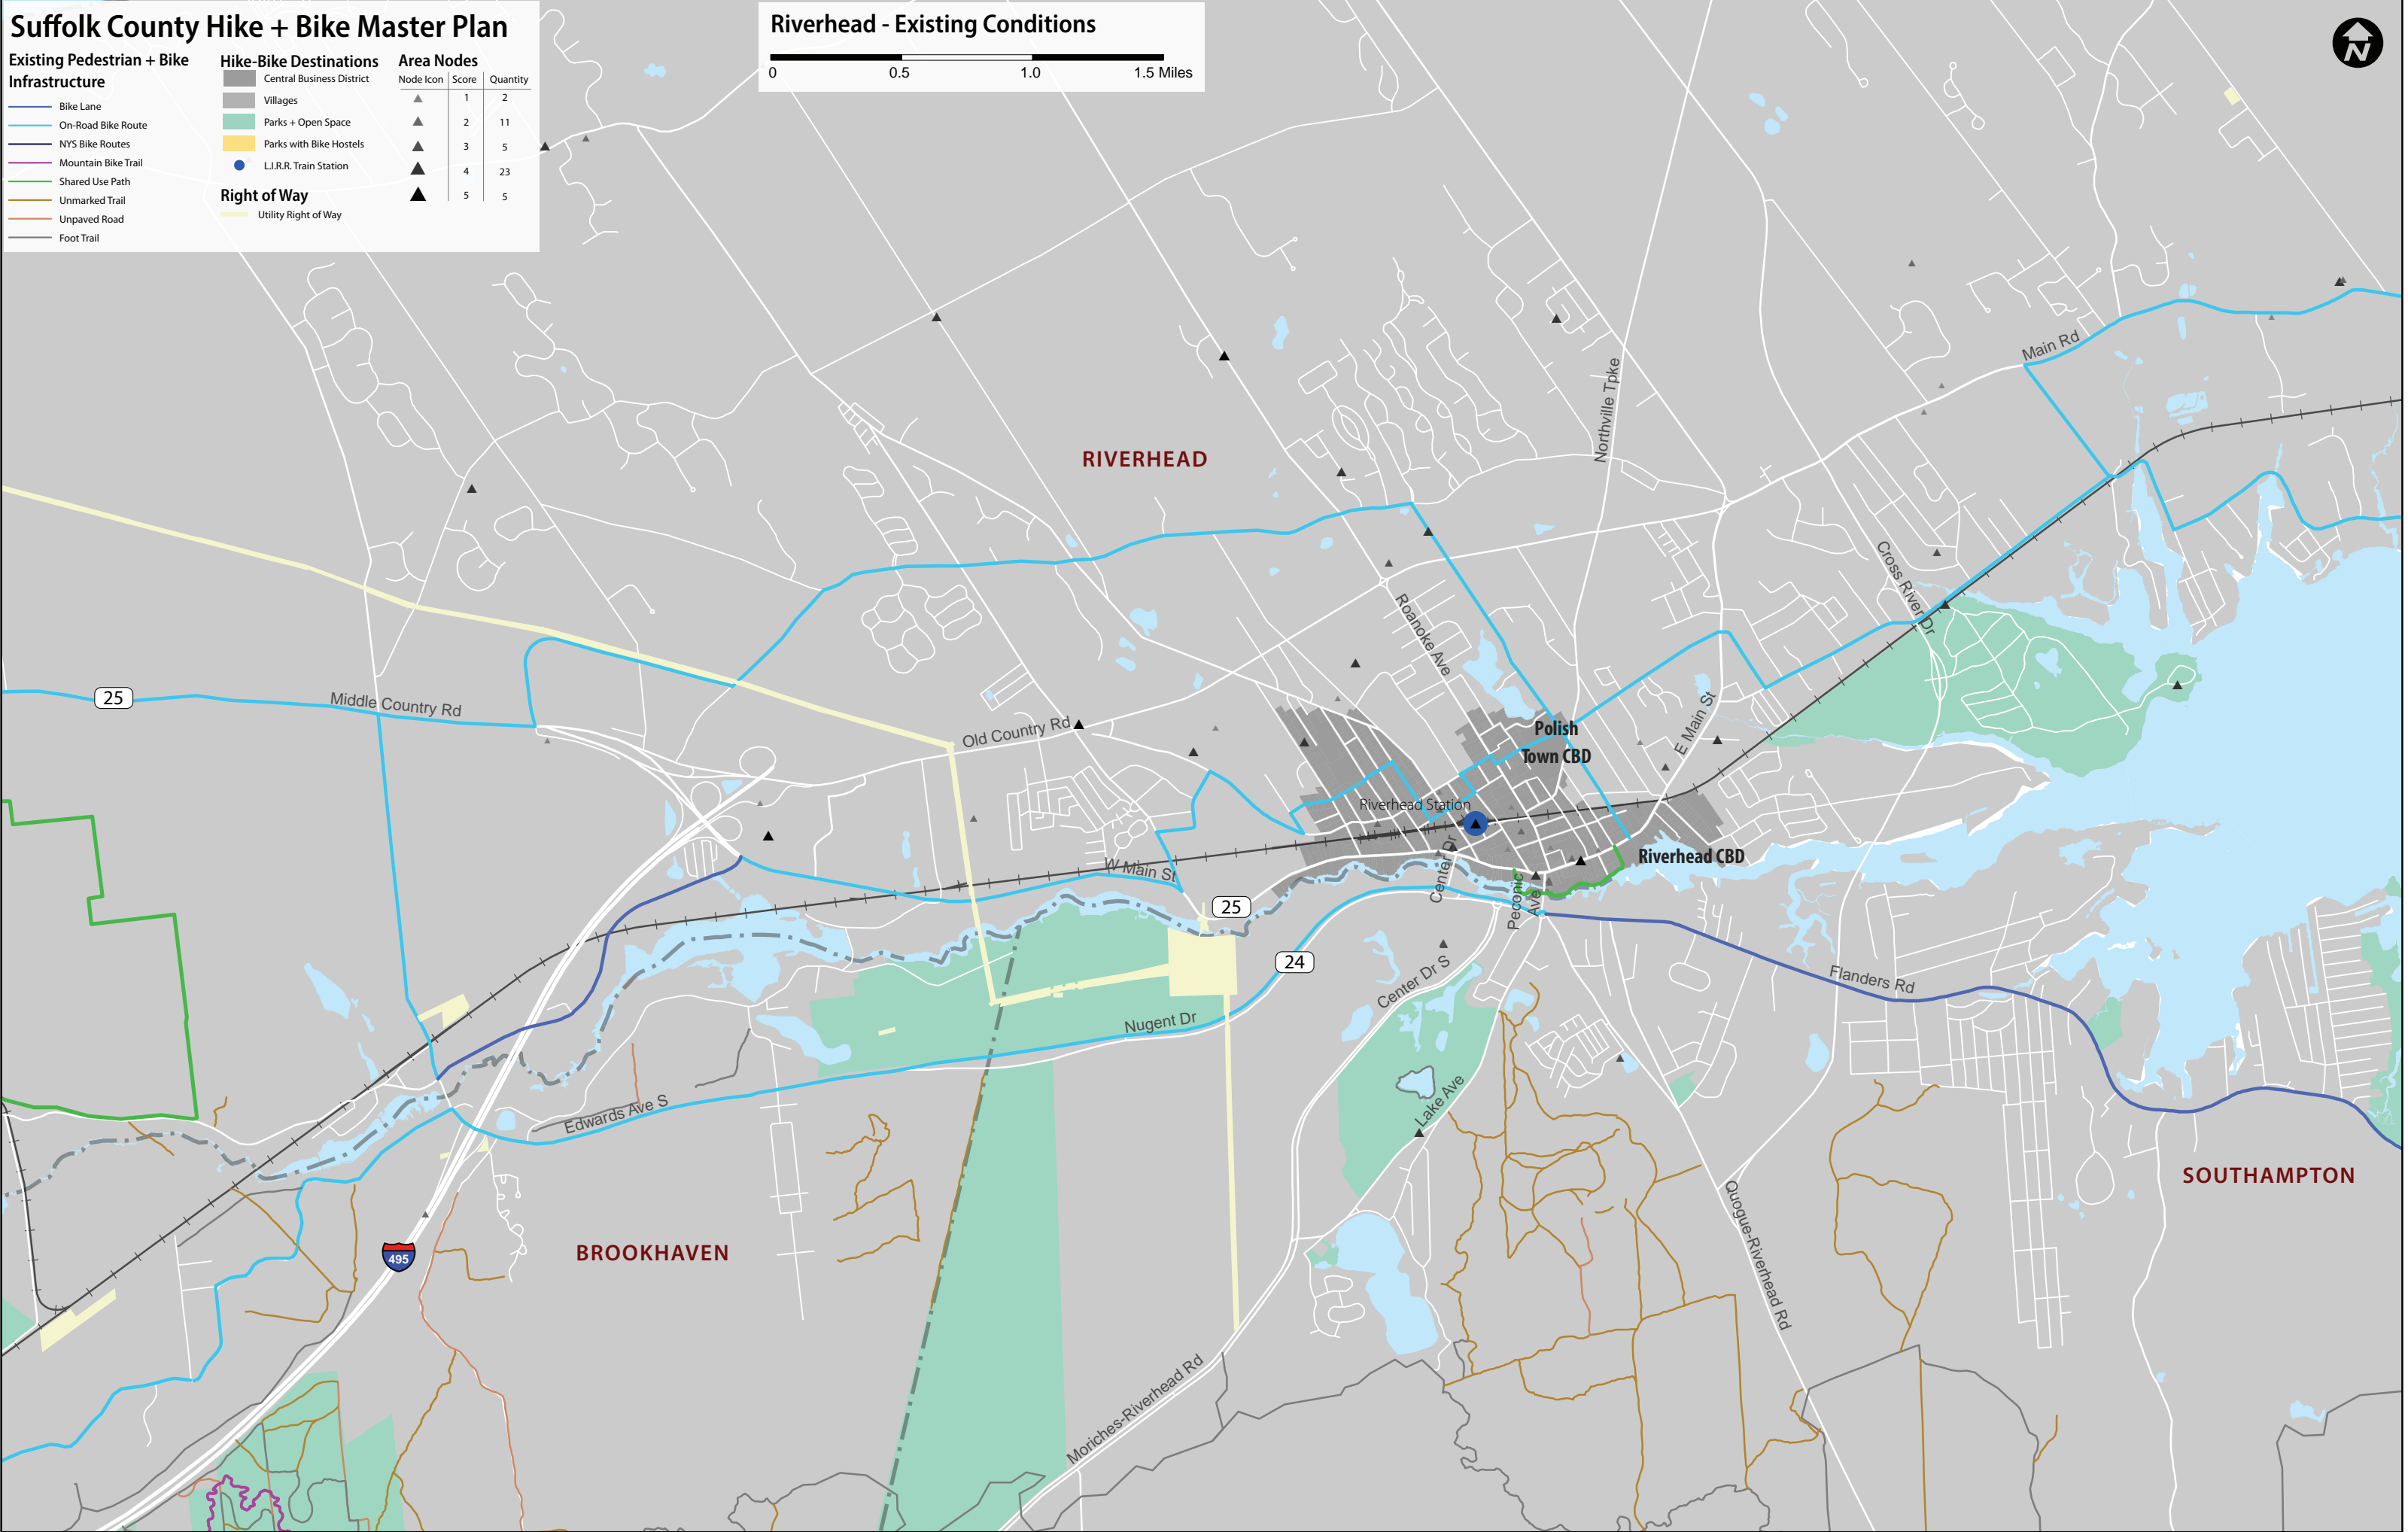 Suffolk County Hike + Bike Master Plan
Existing Pedestrian + Bike
Infrastructure
Bike Lane
On-Road Bike Route
NYS Bike Routes
Mountain Bike Trail
Shared Use Path
Unmarked Trail
Unpaved Road
Foot Trail
Hike-Bike Destinations
Central Business District
Villages
Parks + Open Space
Parks with Bike Hostels
L.I.R.R. Train Station
Right of Way
Utility Right of Way
Area Nodes
Node Icon Score Quantity
1 2
2 11
3 5
4 23
5 5
Riverhead - Existing Conditions
0 0.5 1.0 1.5 Miles
N
Main Rd
Northville Tpke
RIVERHEAD
Cross River Dr
Roanoke Ave
25
Middle Country Rd
Old Country Rd
E Main St
Polish
Town CBD
Riverhead Station
Riverhead CBD
W Main St
Center Dr
Peconic
Ave
25
24
Center Dr S
Flanders Rd
Nugent Dr
Edwards Ave S
Lake Ave
SOUTHAMPTON
Quogue-Riverhead Rd
BROOKHAVEN
495
Moriches-Riverhead Rd